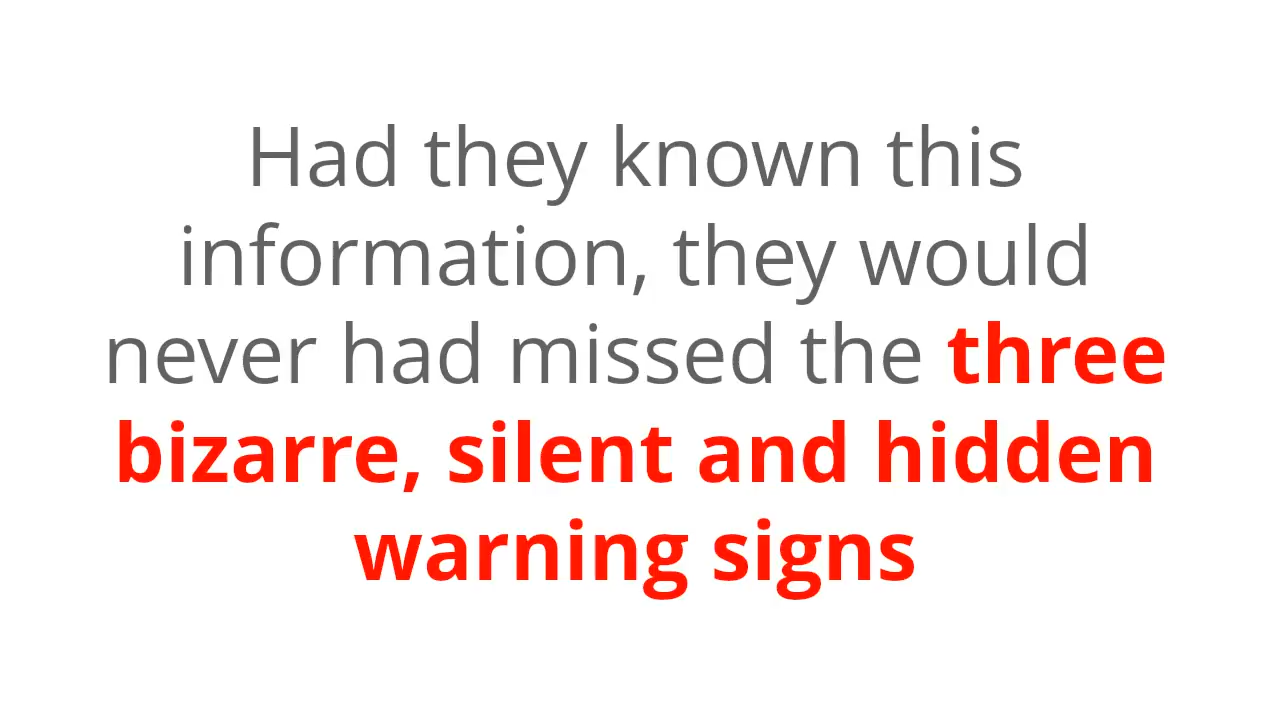 Had they known this
information, they would
never had missed the three
bizarre, silent and hidden
warning signs